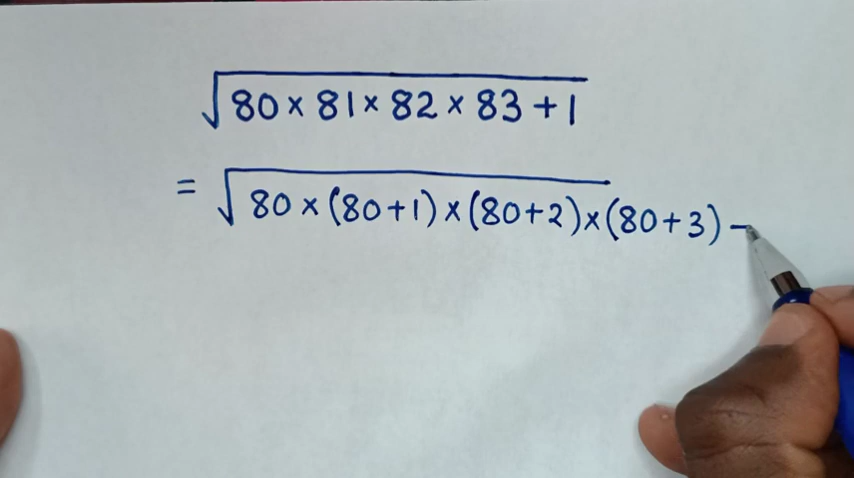 √80 × 81 × 82 × 83 + 1
= √80 × (80+1) × (80+2) × (80+3) –